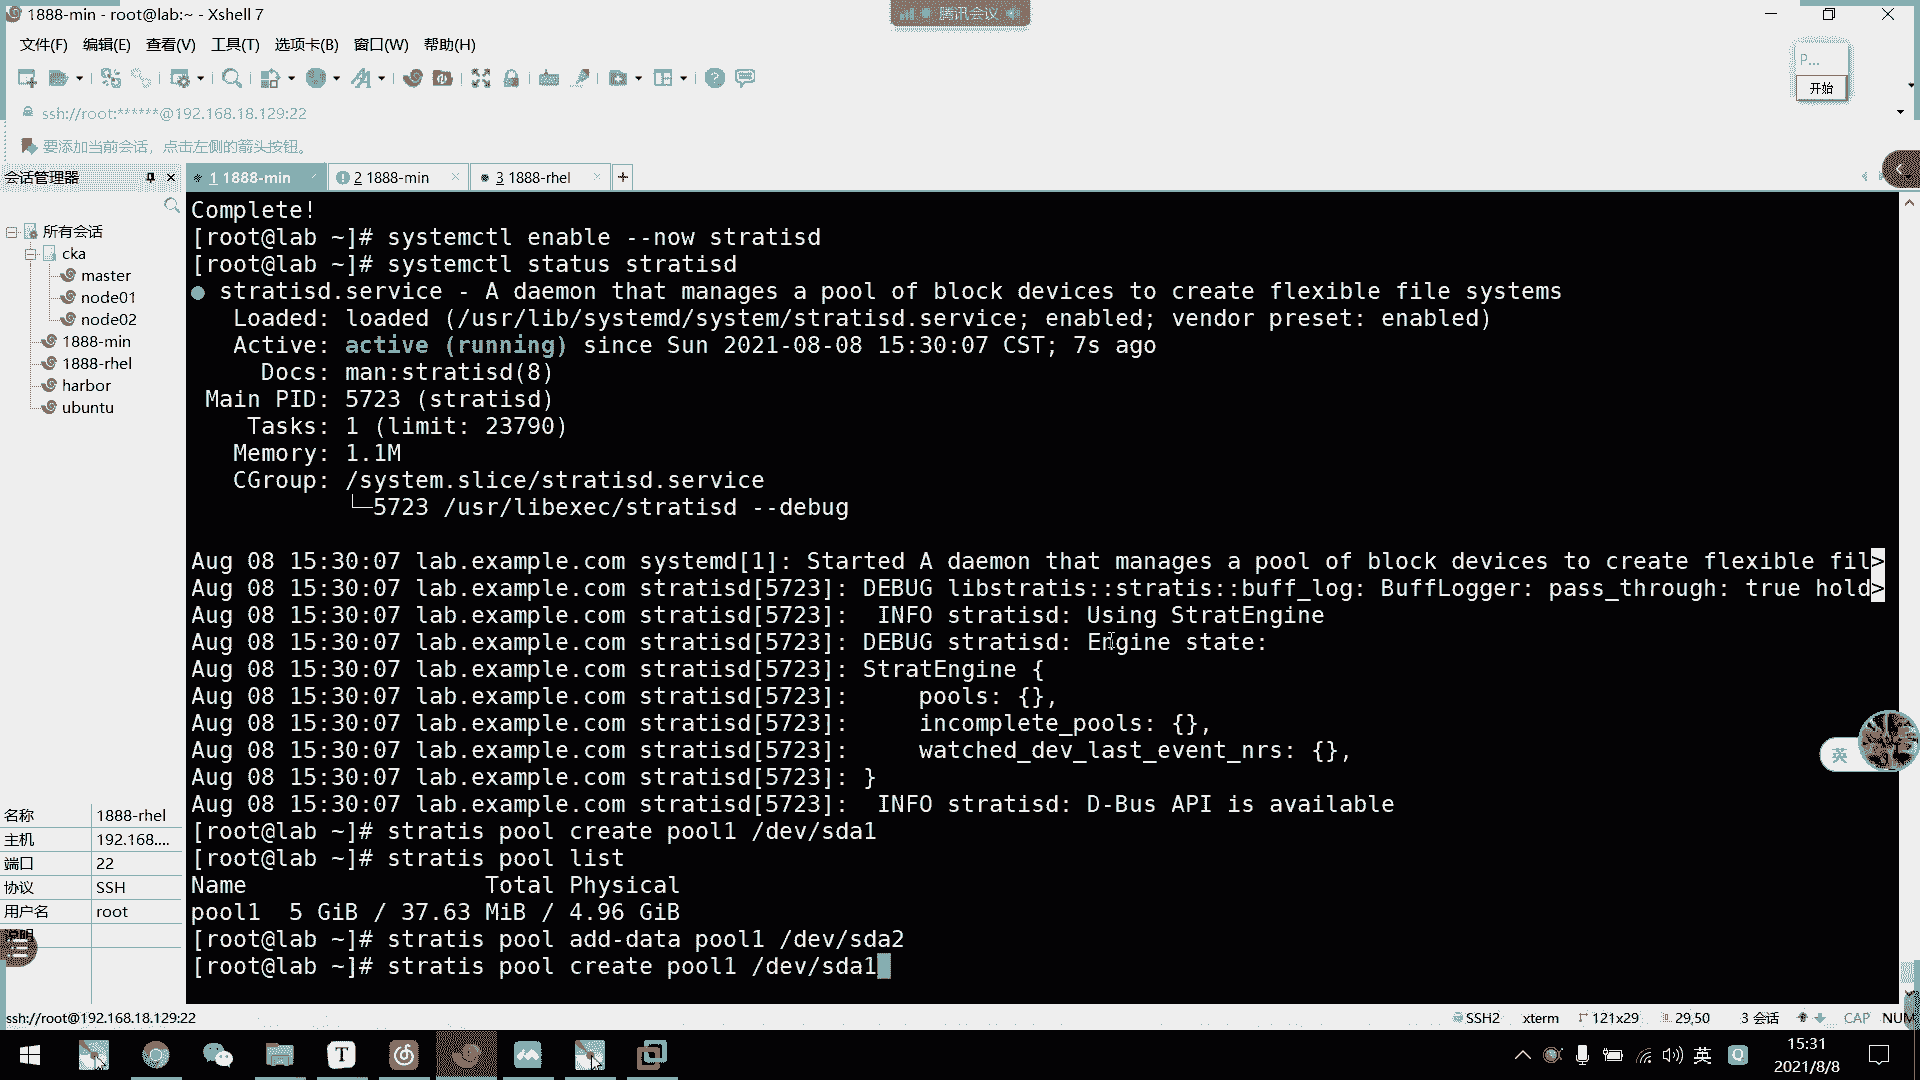 1888-min - root@lab:~ - Xshell 7
腾讯会议
文件(F) 编辑(E) 查看(V) 工具(T) 选项卡(B) 窗口(W) 帮助(H)
P...
开始
ssh://root:******@192.168.18.129:22
要添加当前会话，点击左侧的箭头按钮。
会话管理器
1 1888-min
2 1888-min
3 1888-rhel
所有会话
cka
master
node01
node02
1888-min
1888-rhel
harbor
ubuntu
Complete!
[root@lab ~]# systemctl enable --now stratisd
[root@lab ~]# systemctl status stratisd
● stratisd.service - A daemon that manages a pool of block devices to create flexible file systems
Loaded: loaded (/usr/lib/systemd/system/stratisd.service; enabled; vendor preset: enabled)
Active: active (running) since Sun 2021-08-08 15:30:07 CST; 7s ago
Docs: man:stratisd(8)
Main PID: 5723 (stratisd)
Tasks: 1 (limit: 23790)
Memory: 1.1M
CGroup: /system.slice/stratisd.service
└─5723 /usr/libexec/stratisd --debug
Aug 08 15:30:07 lab.example.com systemd[1]: Started A daemon that manages a pool of block devices to create flexible fil>
Aug 08 15:30:07 lab.example.com stratisd[5723]: DEBUG libstratis::stratis::buff_log: BuffLogger: pass_through: true hold>
Aug 08 15:30:07 lab.example.com stratisd[5723]:  INFO stratisd: Using StratEngine
Aug 08 15:30:07 lab.example.com stratisd[5723]: DEBUG stratisd: Engine state:
Aug 08 15:30:07 lab.example.com stratisd[5723]: StratEngine {
Aug 08 15:30:07 lab.example.com stratisd[5723]:     pools: {},
Aug 08 15:30:07 lab.example.com stratisd[5723]:     incomplete_pools: {},
Aug 08 15:30:07 lab.example.com stratisd[5723]:     watched_dev_last_event_nrs: {},
Aug 08 15:30:07 lab.example.com stratisd[5723]: }
Aug 08 15:30:07 lab.example.com stratisd[5723]:  INFO stratisd: D-Bus API is available
[root@lab ~]# stratis pool create pool1 /dev/sda1
[root@lab ~]# stratis pool list
Name                 Total Physical
pool1  5 GiB / 37.63 MiB / 4.96 GiB
[root@lab ~]# stratis pool add-data pool1 /dev/sda2
[root@lab ~]# stratis pool create pool1 /dev/sda1
英
名称 1888-rhel
主机 192.168....
端口 22
协议 SSH
用户名 root
说明
ssh://root@192.168.18.129:22
SSH2 xterm 121x29 29,50 3 会话 CAP NUM
英
15:31
2021/8/8